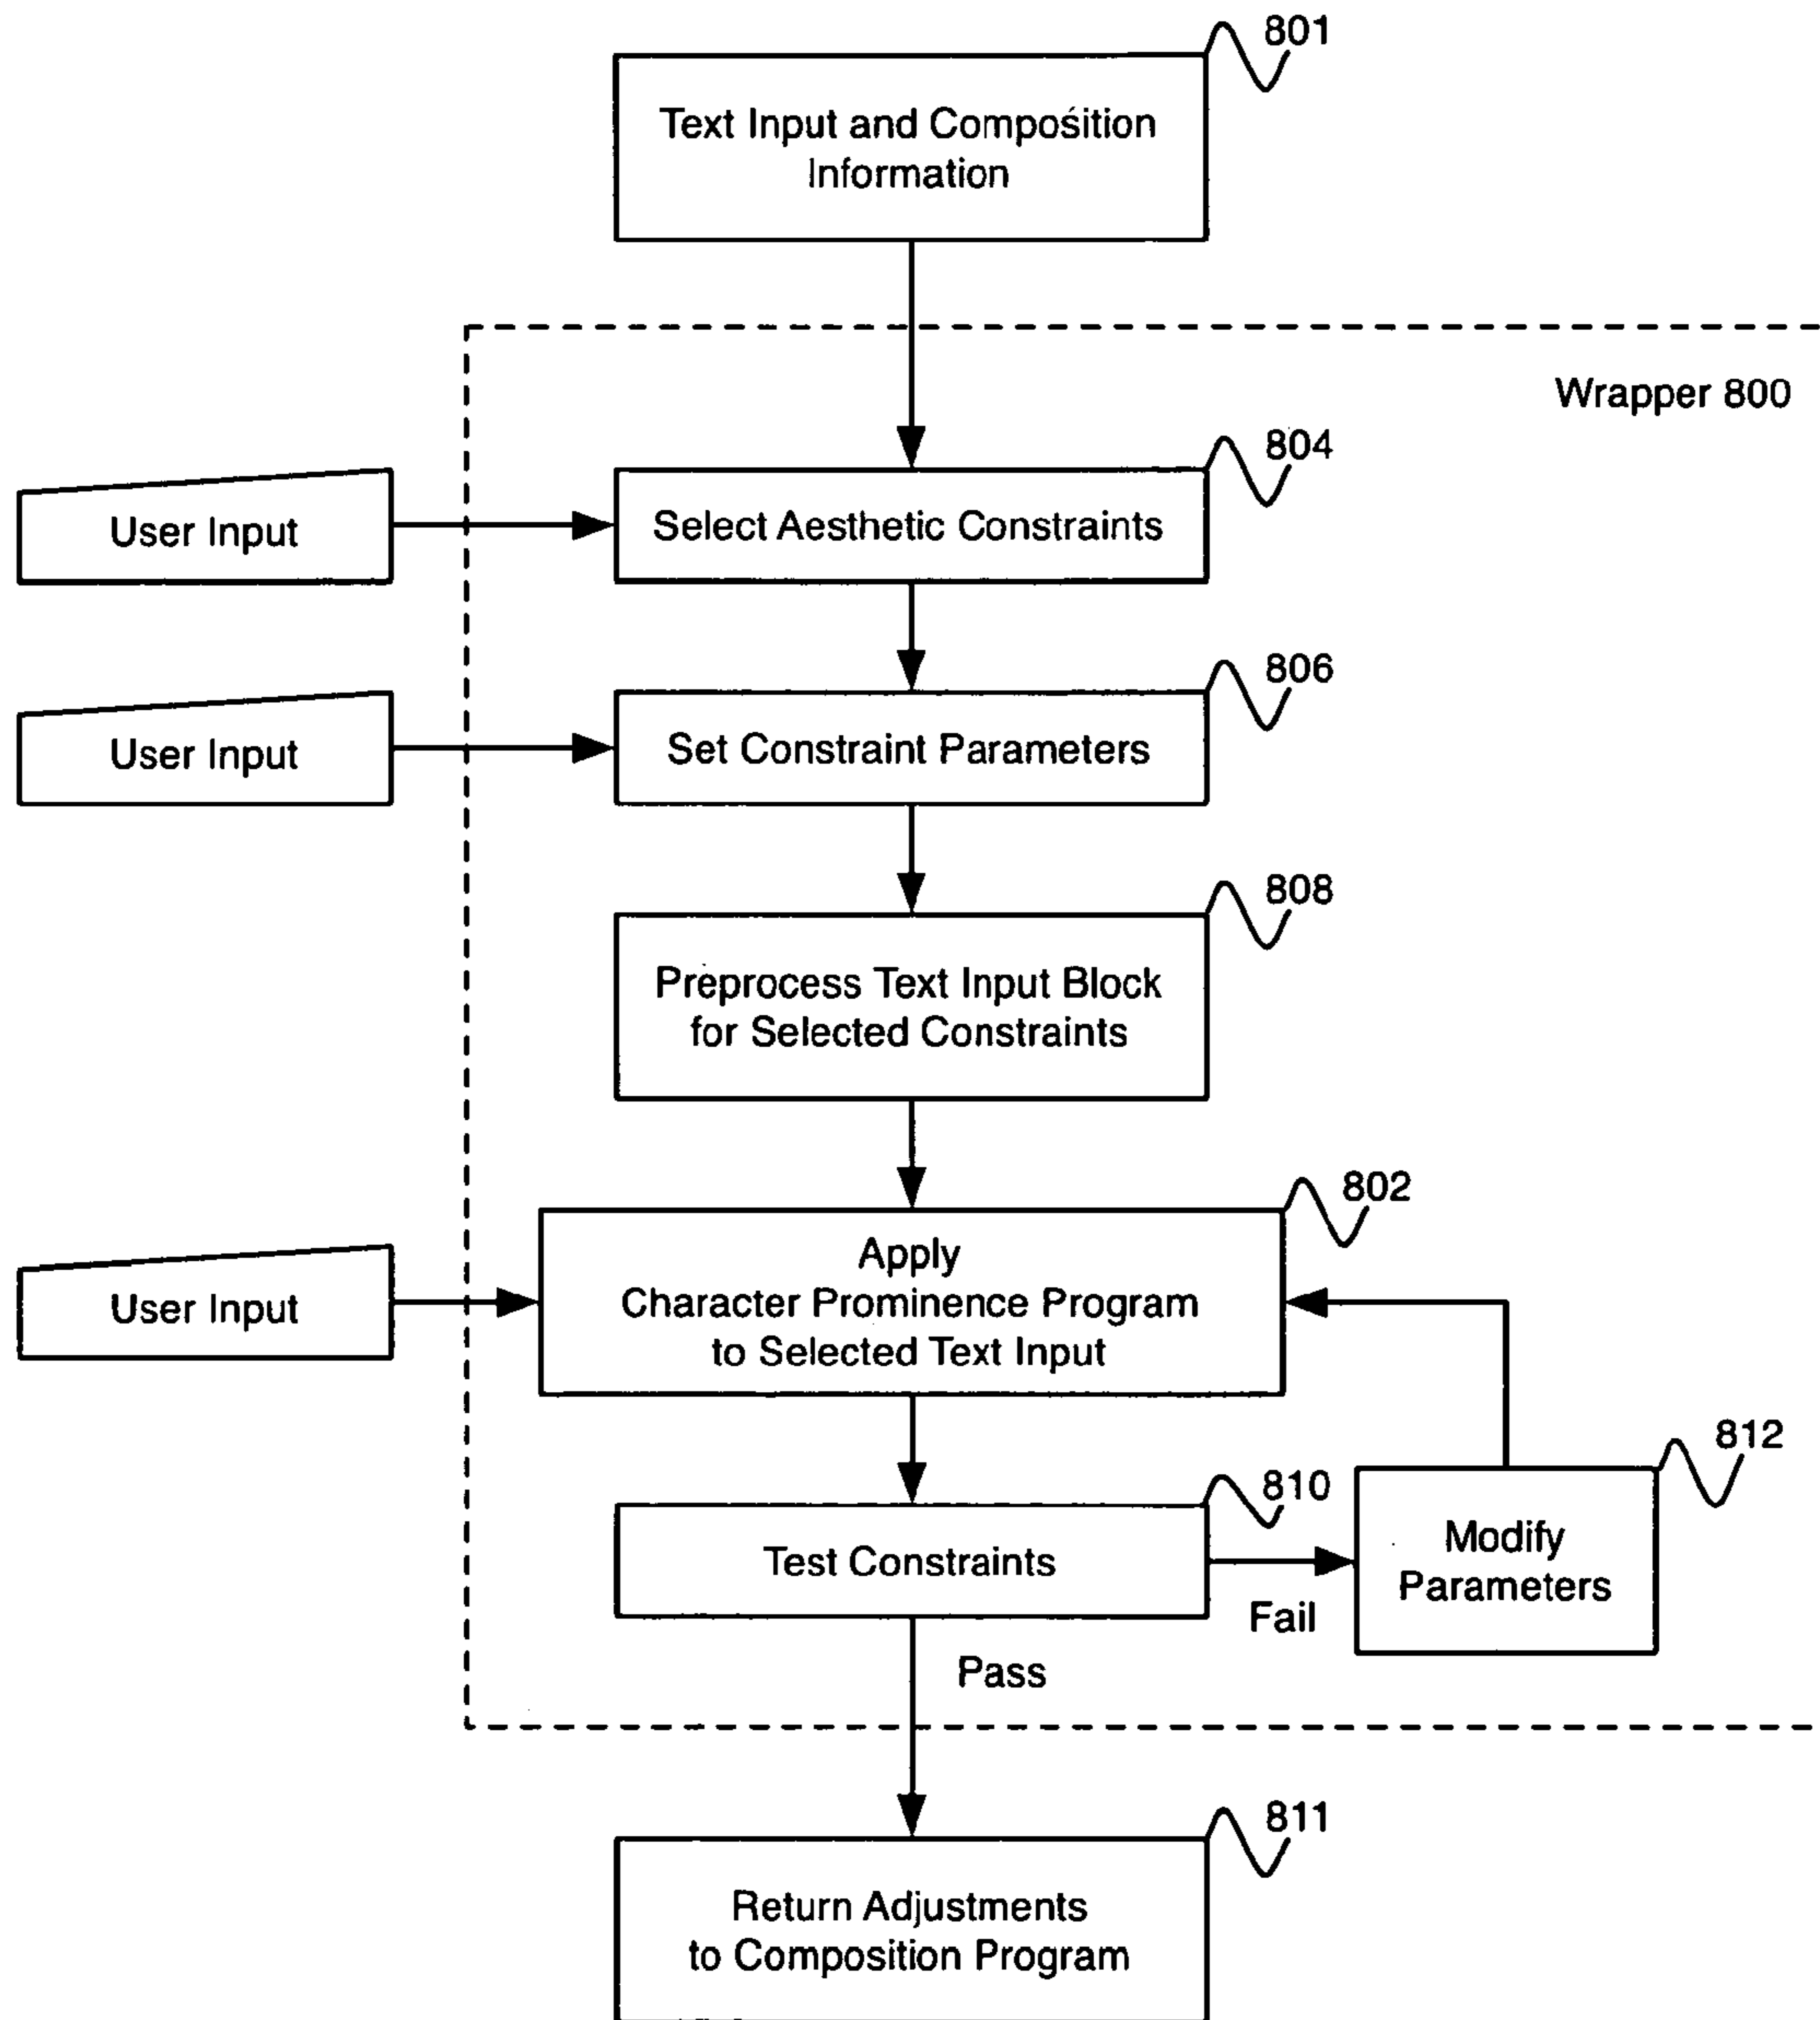 801
Text Input and Composition
Information
Wrapper 800
804
User Input
Select Aesthetic Constraints
806
User Input
Set Constraint Parameters
808
Preprocess Text Input Block
for Selected Constraints
802
Apply
Character Prominence Program
to Selected Text Input
User Input
812
810
Modify
Parameters
Test Constraints
Fail
Pass
811
Return Adjustments
to Composition Program